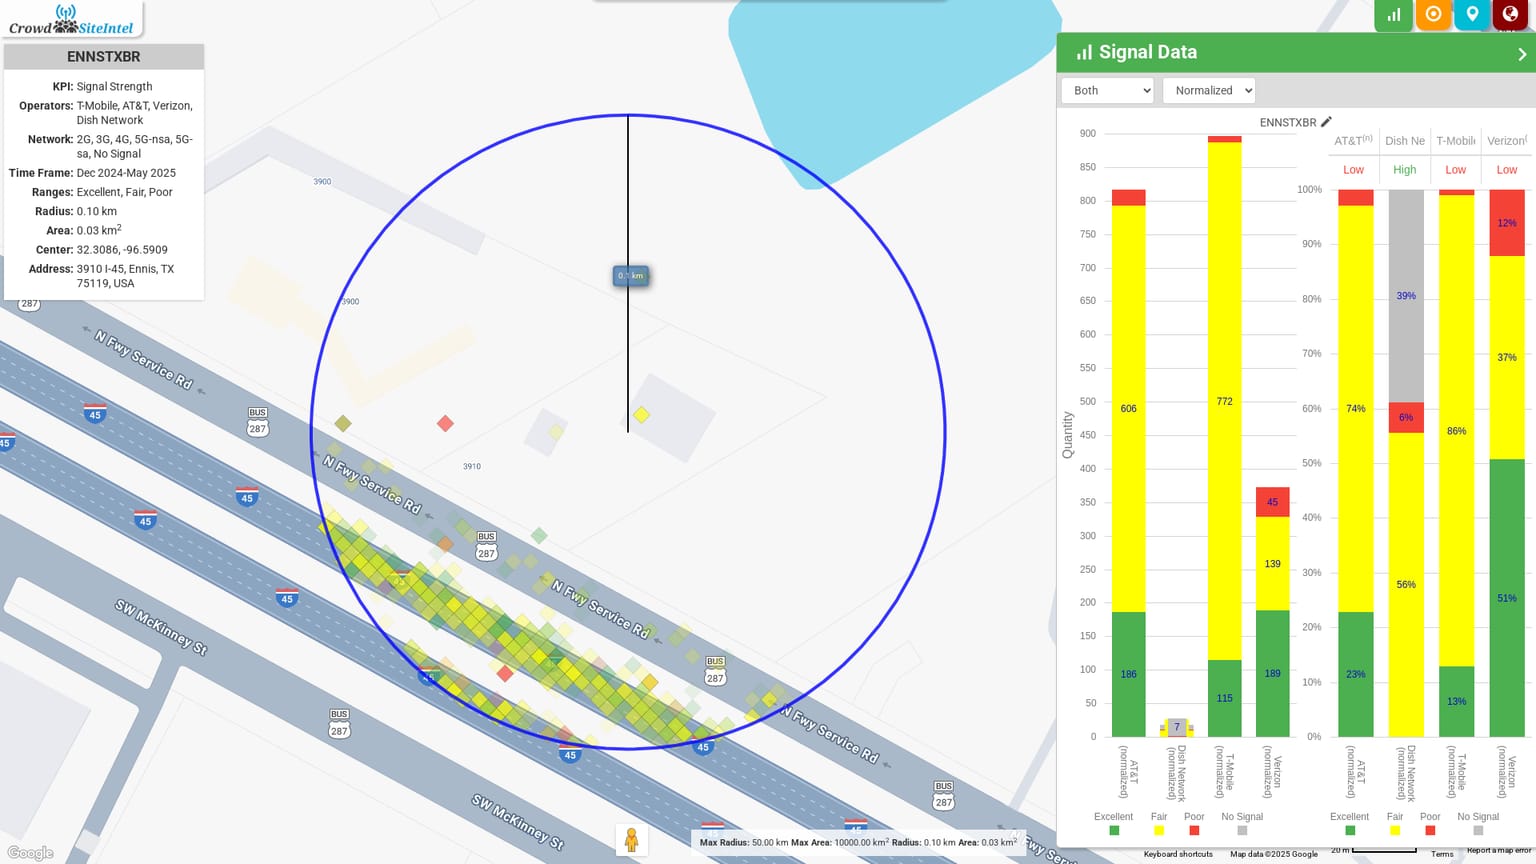 CrowdSiteIntel
ENNSTXBR
KPI: Signal Strength
Operators: T-Mobile, AT&T, Verizon,
Dish Network
Network: 2G, 3G, 4G, 5G-nsa, 5G-
sa, No Signal
Time Frame: Dec 2024-May 2025
Ranges: Excellent, Fair, Poor
Radius: 0.10 km
Area: 0.03 km²
Center: 32.3086, -96.5909
Address: 3910 I-45, Ennis, TX
75119, USA
3900
3900
3910
0.1 km
287
N Fwy Service Rd
BUS
287
45
45
45
45
45
N Fwy Service Rd
BUS
287
N Fwy Service Rd
BUS
287
N Fwy Service Rd
45
45
SW McKinney St
BUS
287
SW McKinney St
BUS
287
Fwy Service Rd
Google
Max Radius: 50.00 km Max Area: 10000.00 km² Radius: 0.10 km Area: 0.03 km²
Keyboard shortcuts
Map data ©2025 Google
20 m
Terms
Report a map error
Signal Data
Both
Normalized
ENNSTXBR
Quantity
900
850
800
750
700
650
600
550
500
450
400
350
300
250
200
150
100
50
0
606
186
7
772
115
45
139
189
AT&T
(normalized)
Dish Network
(normalized)
T-Mobile
(normalized)
Verizon
(normalized)
Excellent
Fair
Poor
No Signal
AT&T(n)
Dish Ne
T-Mobile
Verizon(
Low
High
Low
Low
100%
90%
80%
70%
60%
50%
40%
30%
20%
10%
0%
74%
23%
39%
6%
56%
86%
13%
12%
37%
51%
AT&T
(normalized)
Dish Network
(normalized)
T-Mobile
(normalized)
Verizon
(normalized)
Excellent
Fair
Poor
No Signal